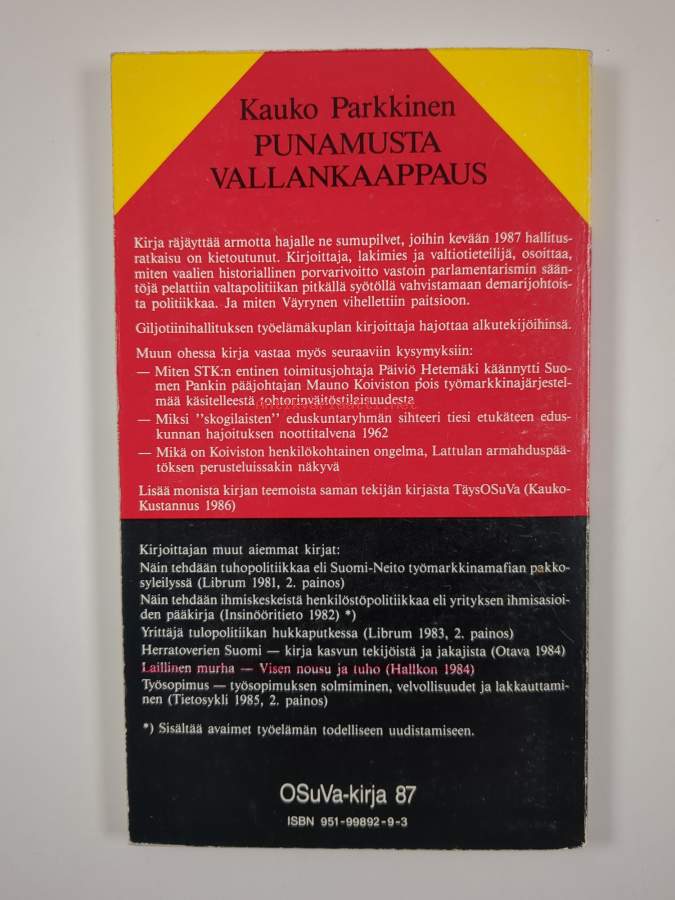 Kauko Parkkinen
PUNAMUSTA
VALLANKAAPPAUS
Kirja räjäyttää armotta hajalle ne sumupilvet, joihin kevään 1987 hallitus-
ratkaisu on kietoutunut. Kirjoittaja, lakimies ja valtiotieteilijä, osoittaa,
miten vaalien historiallinen porvarivoitto vastoin parlamentarismin sään-
töjä pelattiin valtapolitiikan pitkällä syötöllä vahvistamaan demarijohtois-
ta politiikkaa. Ja miten Väyrynen vihellettiin paitsioon.
Giljotiinihallituksen työelämäkuplan kirjoittaja hajottaa alkutekijöihinsä.
Muun ohessa kirja vastaa myös seuraaviin kysymyksiin:
— Miten STK:n entinen toimitusjohtaja Päiviö Hetemäki käännytti Suo-
men Pankin pääjohtajan Mauno Koiviston pois työmarkkinajärjestel-
mää käsitelleestä tohtorinväitöstilaisuudesta
antikvariaatti.net
— Miksi ''skogilaisten'' eduskuntaryhmän sihteeri tiesi etukäteen edus-
kunnan hajoituksen noottitalvena 1962
— Mikä on Koiviston henkilökohtainen ongelma, Lattulan armahduspää-
töksen perusteluissakin näkyvä
Lisää monista kirjan teemoista saman tekijän kirjasta TäysOSuVa (Kauko-
Kustannus 1986)
Kirjoittajan muut aiemmat kirjat:
Näin tehdään tuhopolitiikkaa eli Suomi-Neito työmarkkinamafian pakko-
syleilyssä (Librum 1981, 2. painos)
Näin tehdään ihmiskeskeistä henkilöstöpolitiikkaa eli yrityksen ihmisasioi-
den pääkirja (Insinööritieto 1982) *)
Yrittäjä tulopolitiikan hukkaputkessa (Librum 1983, 2. painos)
Herratoverien Suomi — kirja kasvun tekijöistä ja jakajista (Otava 1984)
Laillinen murha — Visen nousu ja tuho (Hallkon 1984)
Työsopimus — työsopimuksen solmiminen, velvollisuudet ja lakkauttami-
nen (Tietosykli 1985, 2. painos)
*) Sisältää avaimet työelämän todelliseen uudistamiseen.
OSuVa-kirja 87
ISBN 951-99892-9-3